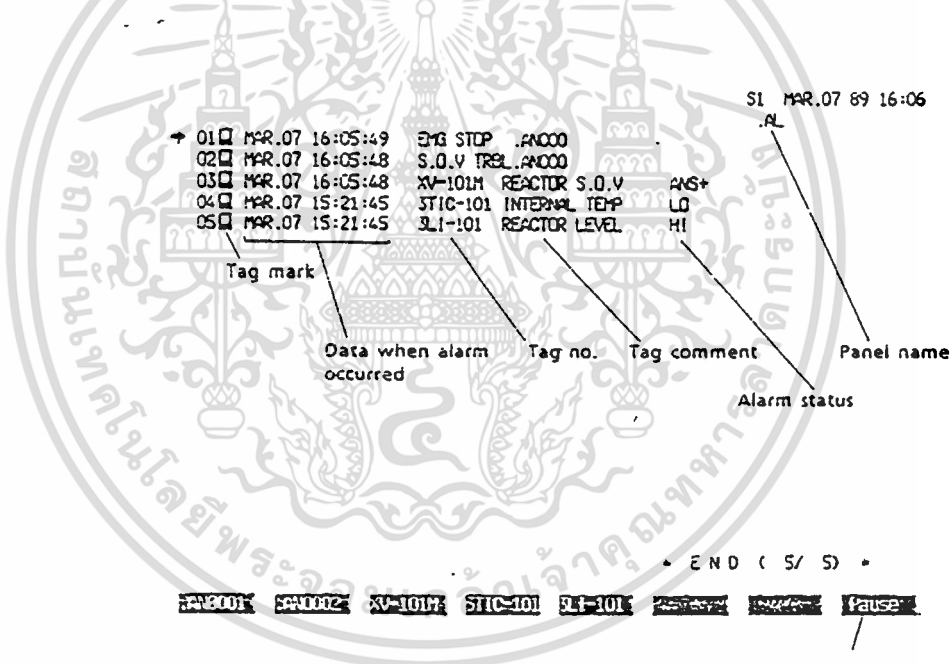 S1 MAR.07 89 16:06
.AL
→ 01 MAR.07 16:05:49 EMG STOP .AN000
02 MAR.07 16:05:48 S.O.V TRBL.AN000
03 MAR.07 16:05:48 XV-101M REACTOR S.O.V ANS+
04 MAR.07 15:21:45 STIC-101 INTERNAL TEMP LO
05 MAR.07 15:21:45 SLI-101 REACTOR LEVEL HI
Tag mark
Data when alarm occurred
Tag no.
Tag comment
Panel name
Alarm status
* E N D ( 5/ 5) *
XV-101M STIC-101 SLI-101 Pause